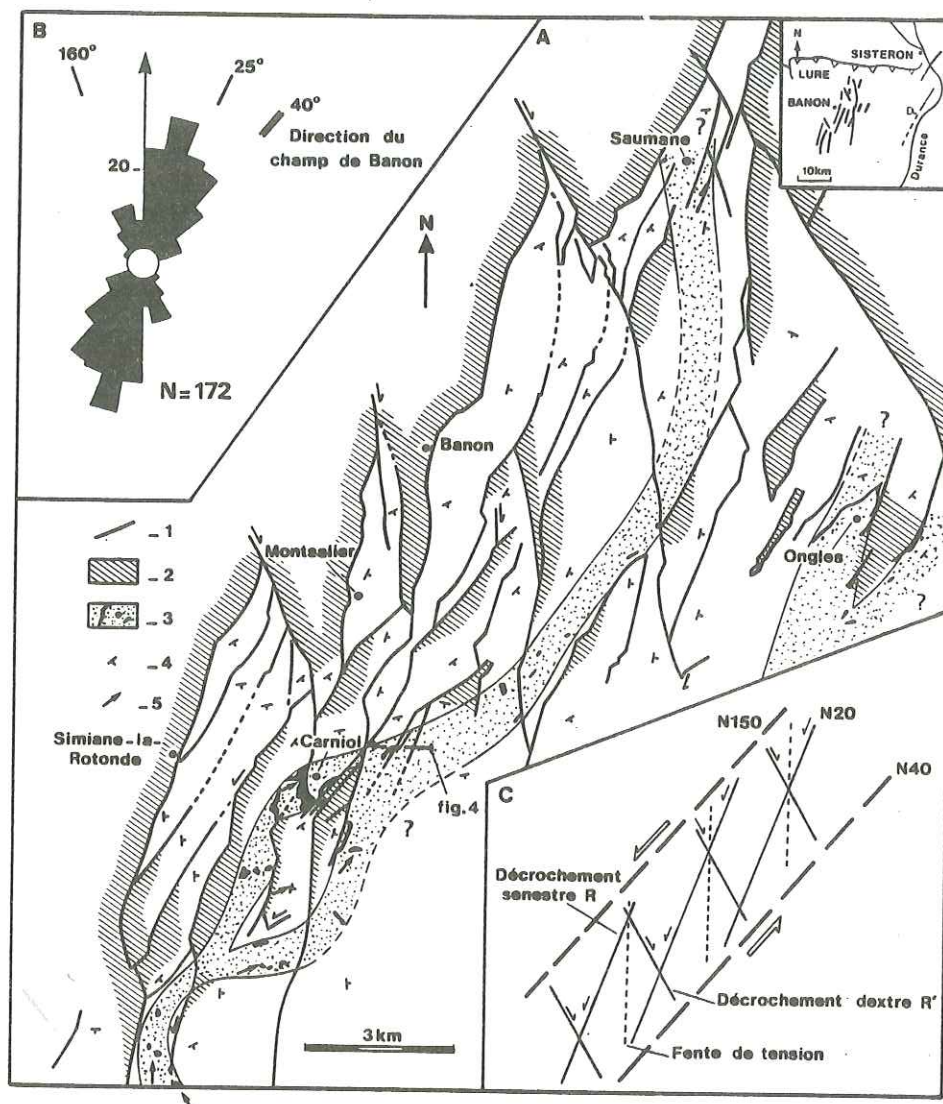 B
160°
25°
40°
Direction du
champ de Banon
20
N=172
A
N
Saumane
N
SISTERON
LURE
BANON
D
Durance
10km
?
Banon
Montsalier
?
Ongles
?
_ 1
_ 2
_ 3
_ 4
_ 5
Simiane-la-
Rotonde
Carniol
fig.4
?
3km
C
N150
N20
N40
Décrochement
senestre R
Décrochement dextre R'
Fente de tension